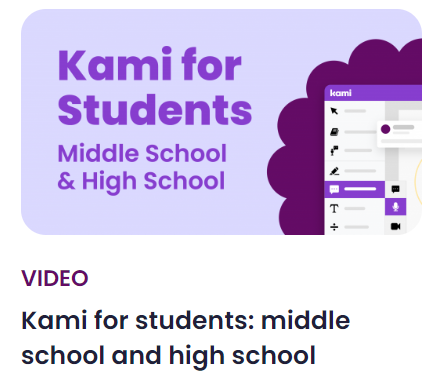 Kami for
Students
Middle School
& High School
kami
T
VIDEO
Kami for students: middle
school and high school